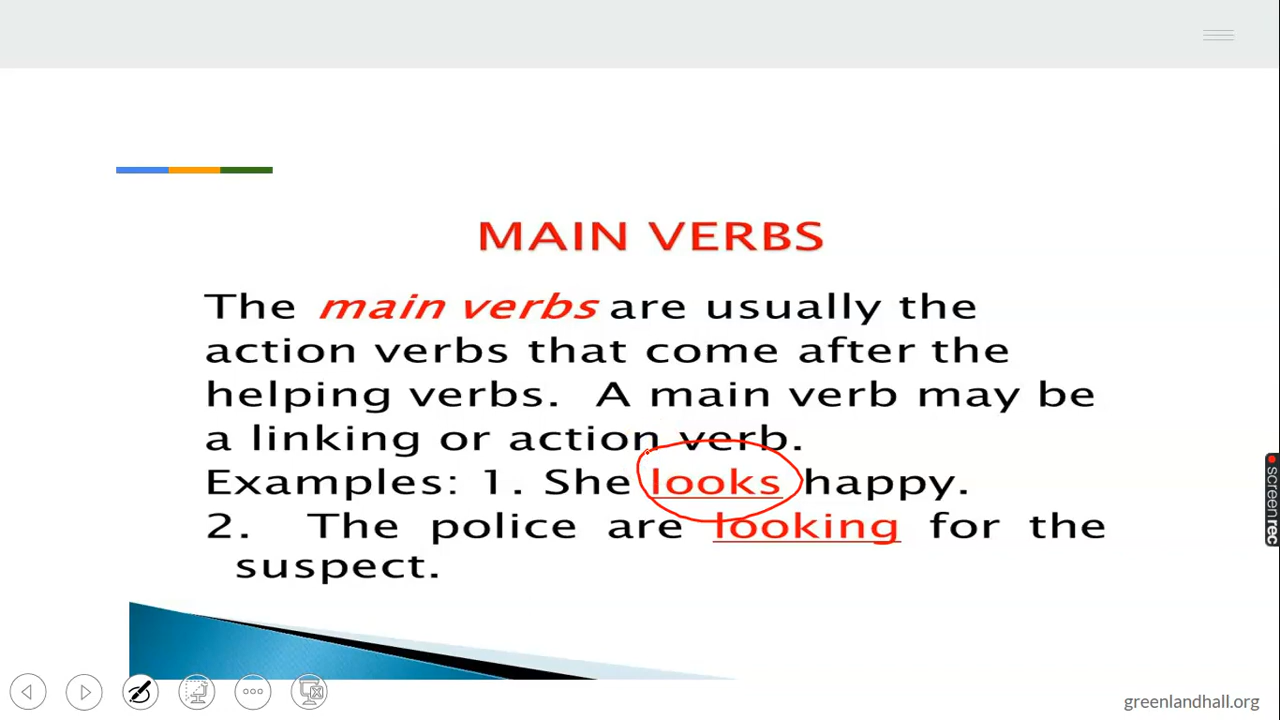 MAIN VERBS
The main verbs are usually the
action verbs that come after the
helping verbs. A main verb may be
a linking or action verb.
Examples: 1. She looks happy.
2. The police are looking for the
suspect.
screenrec
greenlandhall.org